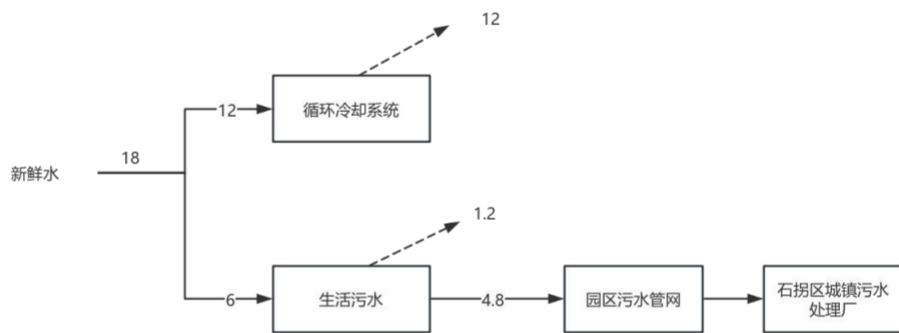 12
12
循环冷却系统
18
新鲜水
1.2
6
生活污水
4.8
园区污水管网
石拐区城镇污水
处理厂